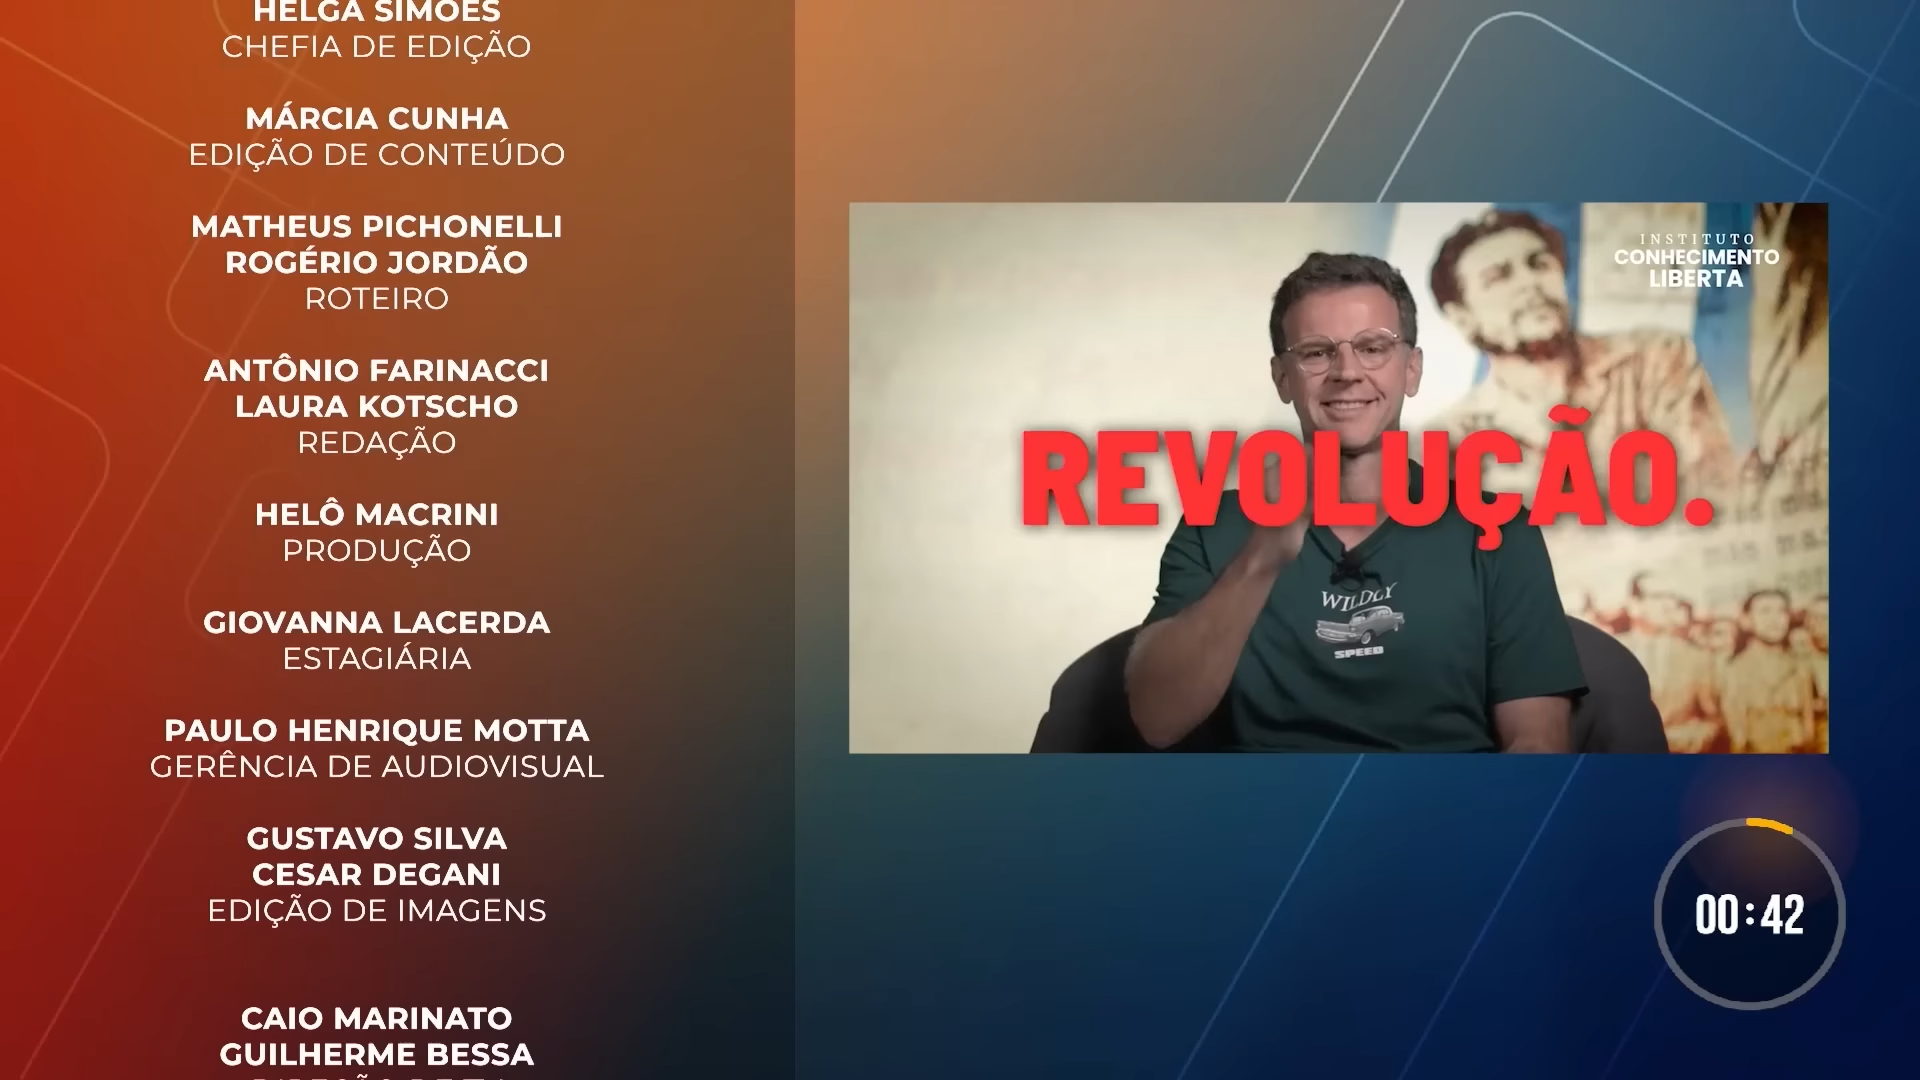 HELGA SIMÕES
CHEFIA DE EDIÇÃO
MÁRCIA CUNHA
EDIÇÃO DE CONTEÚDO
MATHEUS PICHONELLI
ROGÉRIO JORDÃO
ROTEIRO
ANTÔNIO FARINACCI
LAURA KOTSCHO
REDAÇÃO
HELÔ MACRINI
PRODUÇÃO
GIOVANNA LACERDA
ESTAGIÁRIA
PAULO HENRIQUE MOTTA
GERÊNCIA DE AUDIOVISUAL
GUSTAVO SILVA
CESAR DEGANI
EDIÇÃO DE IMAGENS
CAIO MARINATO
GUILHERME BESSA
INSTITUTO
CONHECIMENTO
LIBERTA
REVOLUÇÃO.
WILDLY
SPEED
00:42